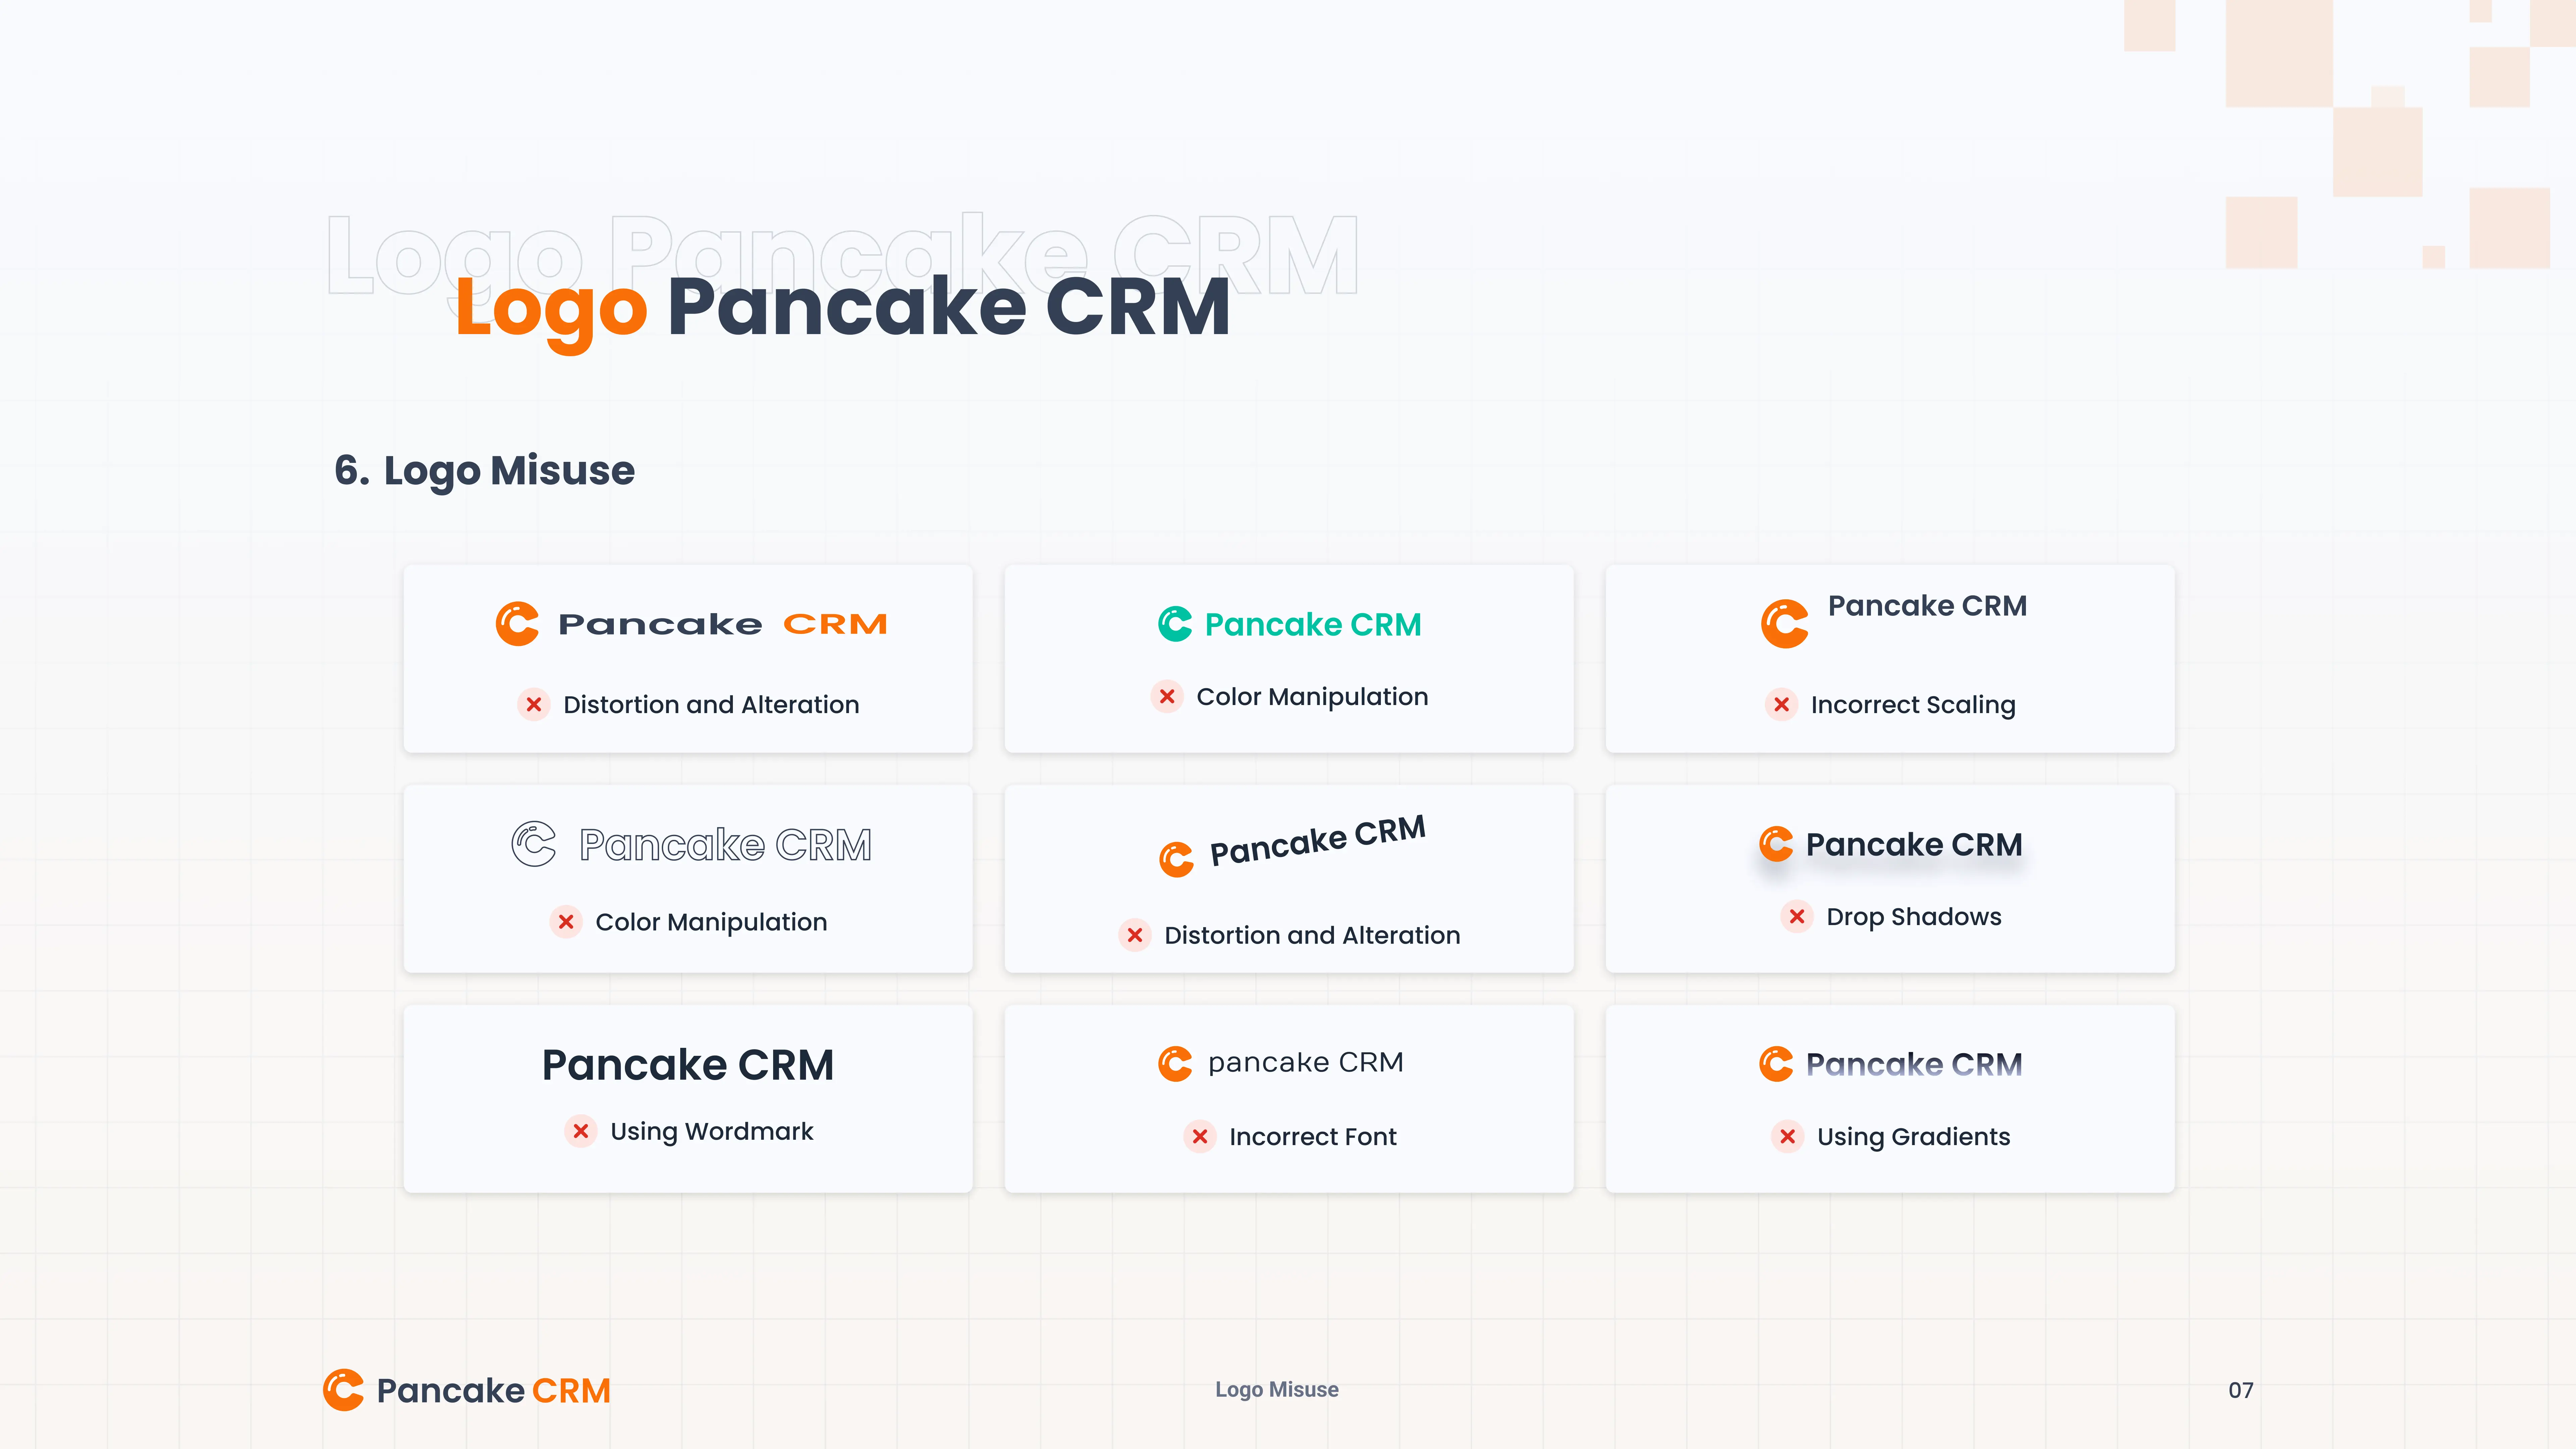 Logo Pancake CRM
Logo Pancake CRM
6. Logo Misuse
Pancake CRM
Distortion and Alteration
Pancake CRM
Color Manipulation
Pancake CRM
Incorrect Scaling
Pancake CRM
Color Manipulation
Pancake CRM
Distortion and Alteration
Pancake CRM
Drop Shadows
Pancake CRM
Using Wordmark
pancake CRM
Incorrect Font
Pancake CRM
Using Gradients
Pancake CRM
Logo Misuse
07